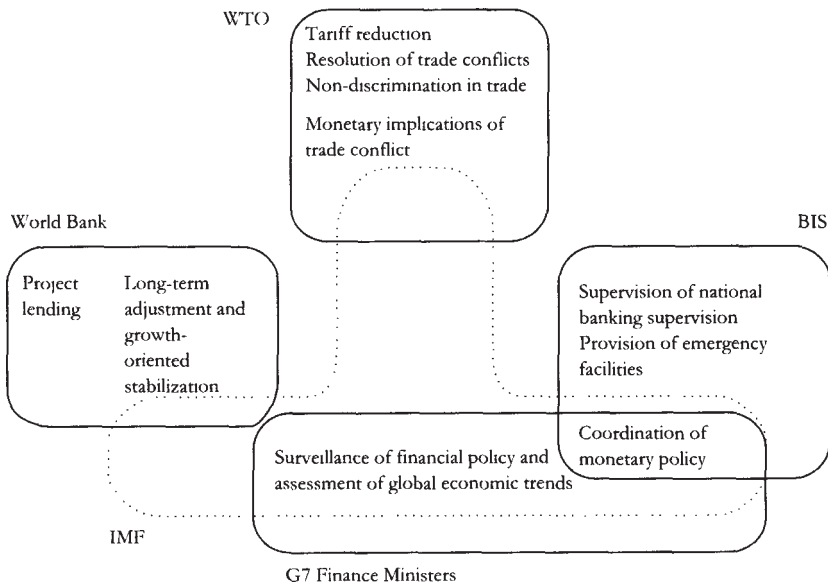 WTO
Tariff reduction
Resolution of trade conflicts
Non-discrimination in trade
Monetary implications of
trade conflict
World Bank
Project
lending
Long-term
adjustment and
growth-
oriented
stabilization
BIS
Supervision of national
banking supervision
Provision of emergency
facilities
Coordination of
monetary policy
Surveillance of financial policy and
assessment of global economic trends
IMF
G7 Finance Ministers